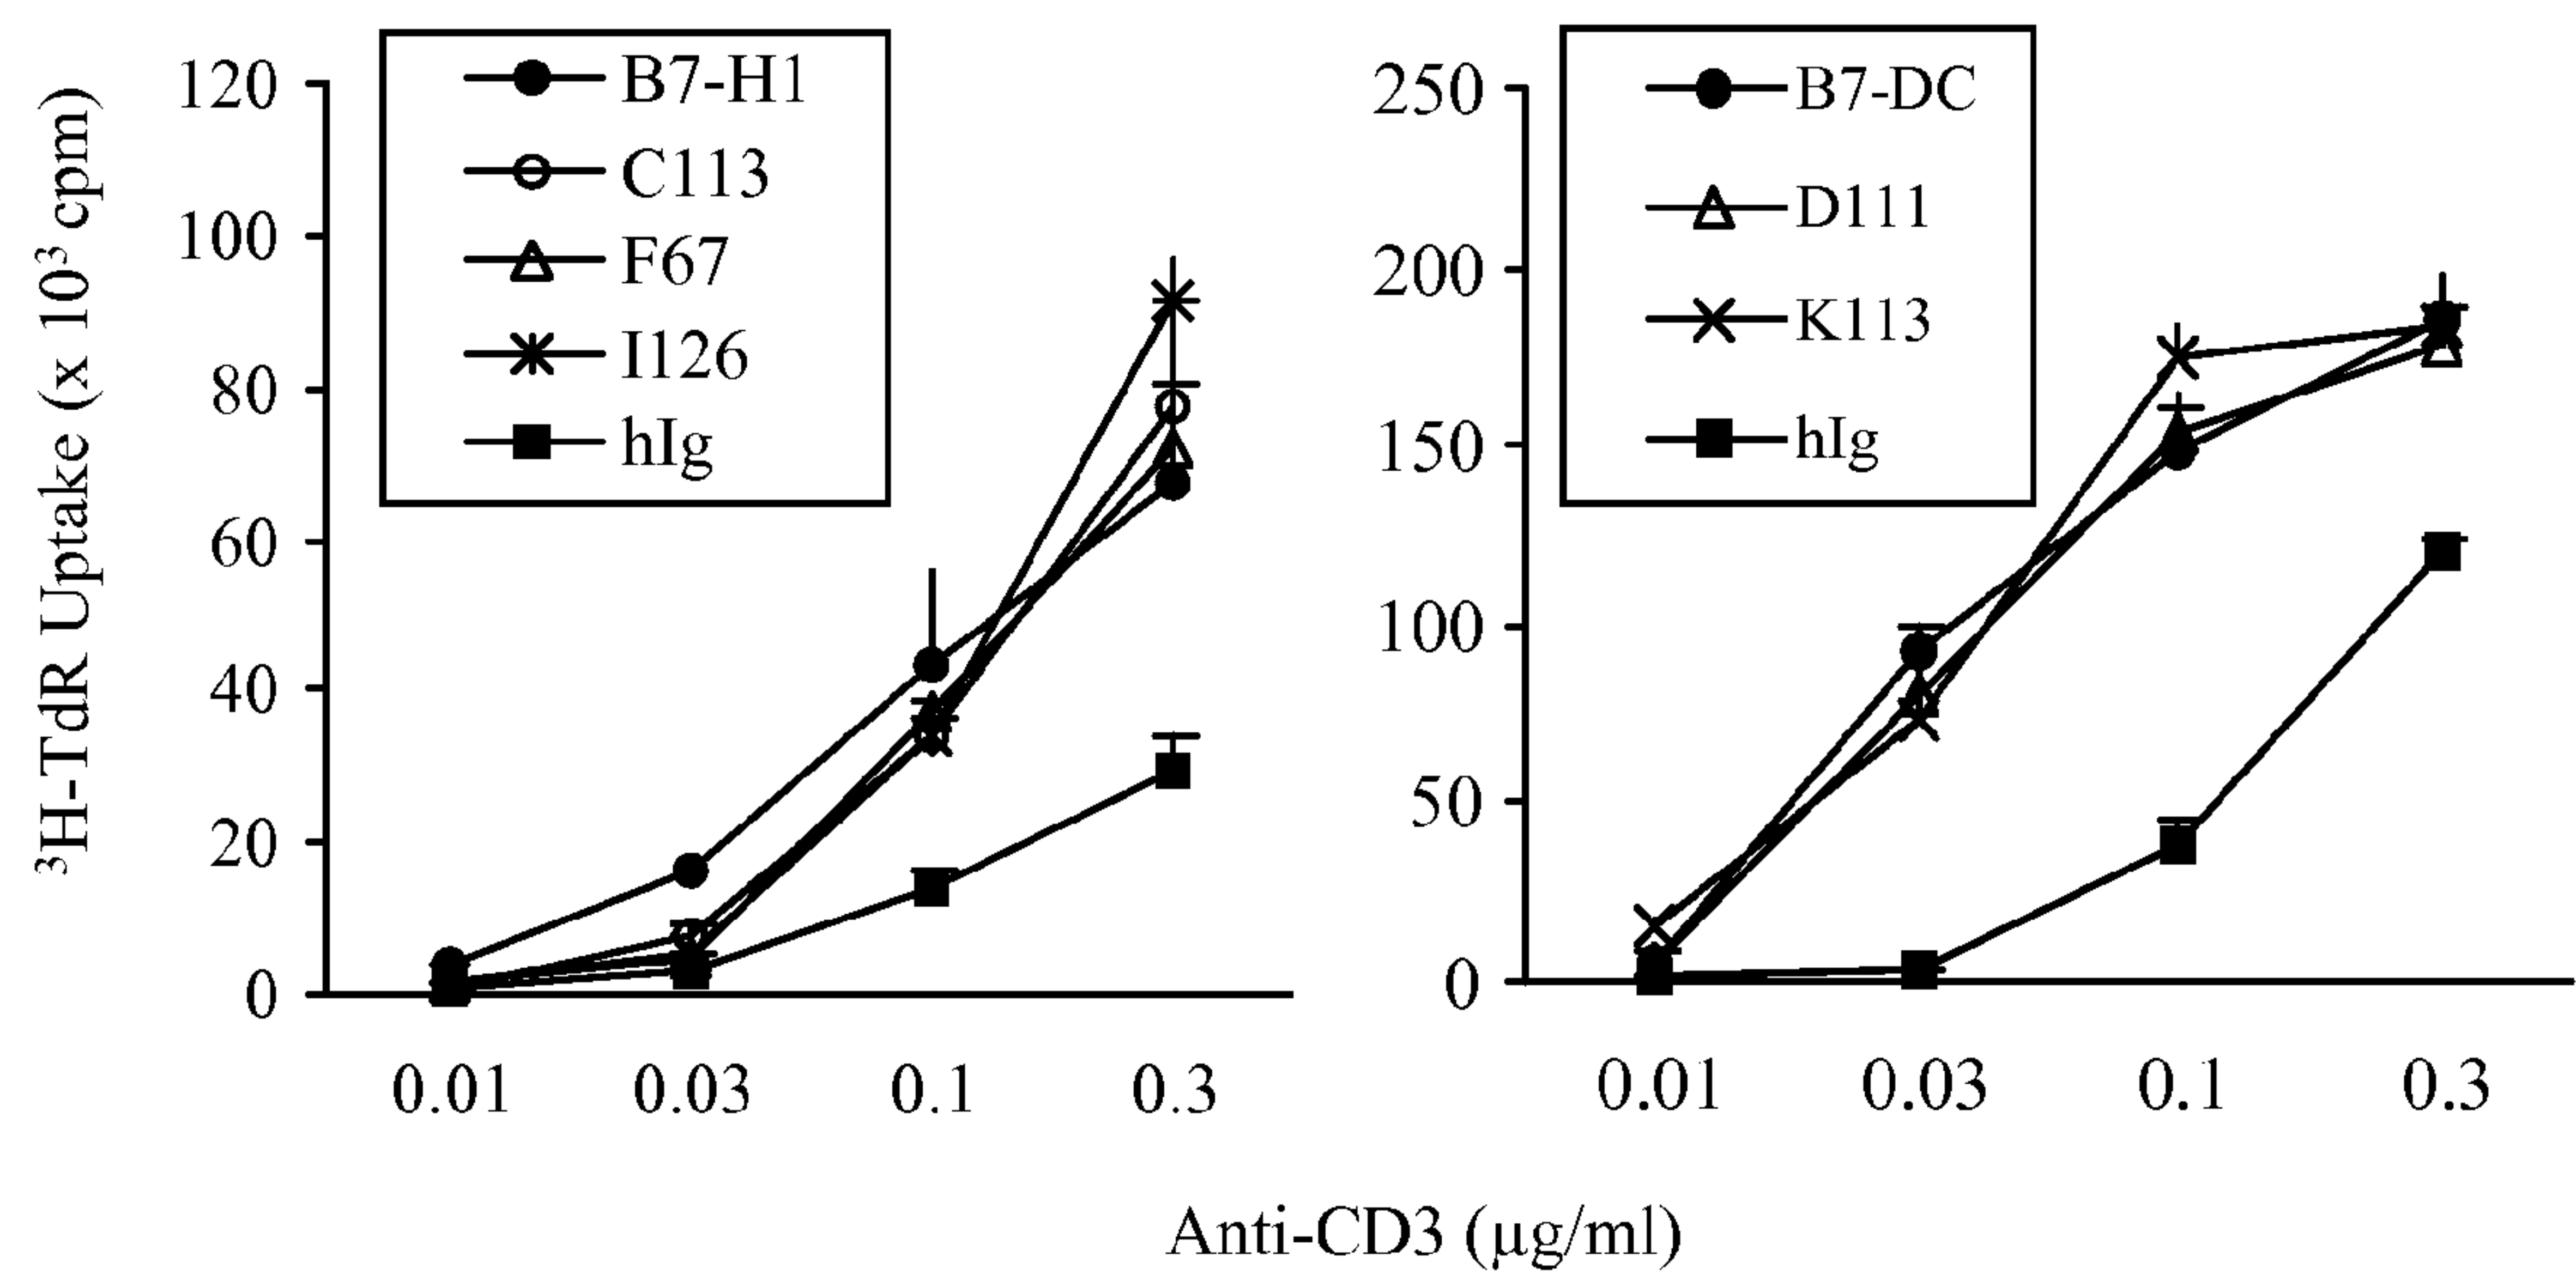 ³H-TdR Uptake (x 10³ cpm)
120
100
80
60
40
20
0
B7-H1
C113
F67
I126
hIg
0.01 0.03 0.1 0.3
250
200
150
100
50
0
B7-DC
D111
K113
hIg
0.01 0.03 0.1 0.3
Anti-CD3 (µg/ml)